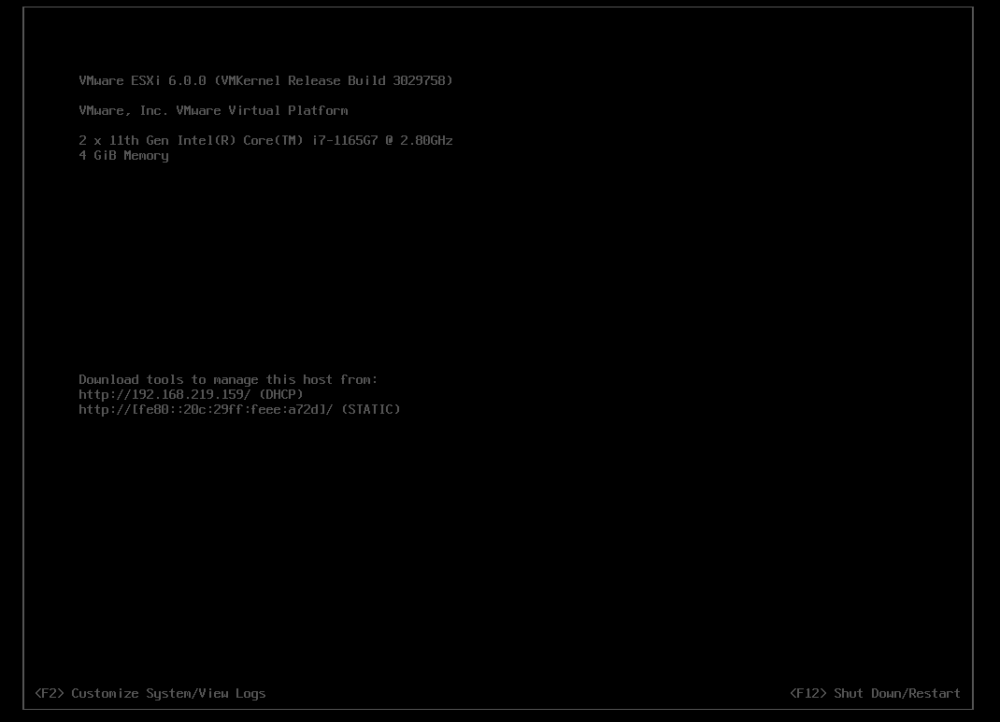 VMware ESXi 6.0.0 (VMKernel Release Build 3029758)
VMware, Inc. VMware Virtual Platform
2 x 11th Gen Intel(R) Core(TM) i7-1165G7 @ 2.80GHz
4 GiB Memory
Download tools to manage this host from:
http://192.168.219.159/ (DHCP)
http://[fe80::20c:29ff:feee:a72d]/ (STATIC)
<F2> Customize System/View Logs
<F12> Shut Down/Restart